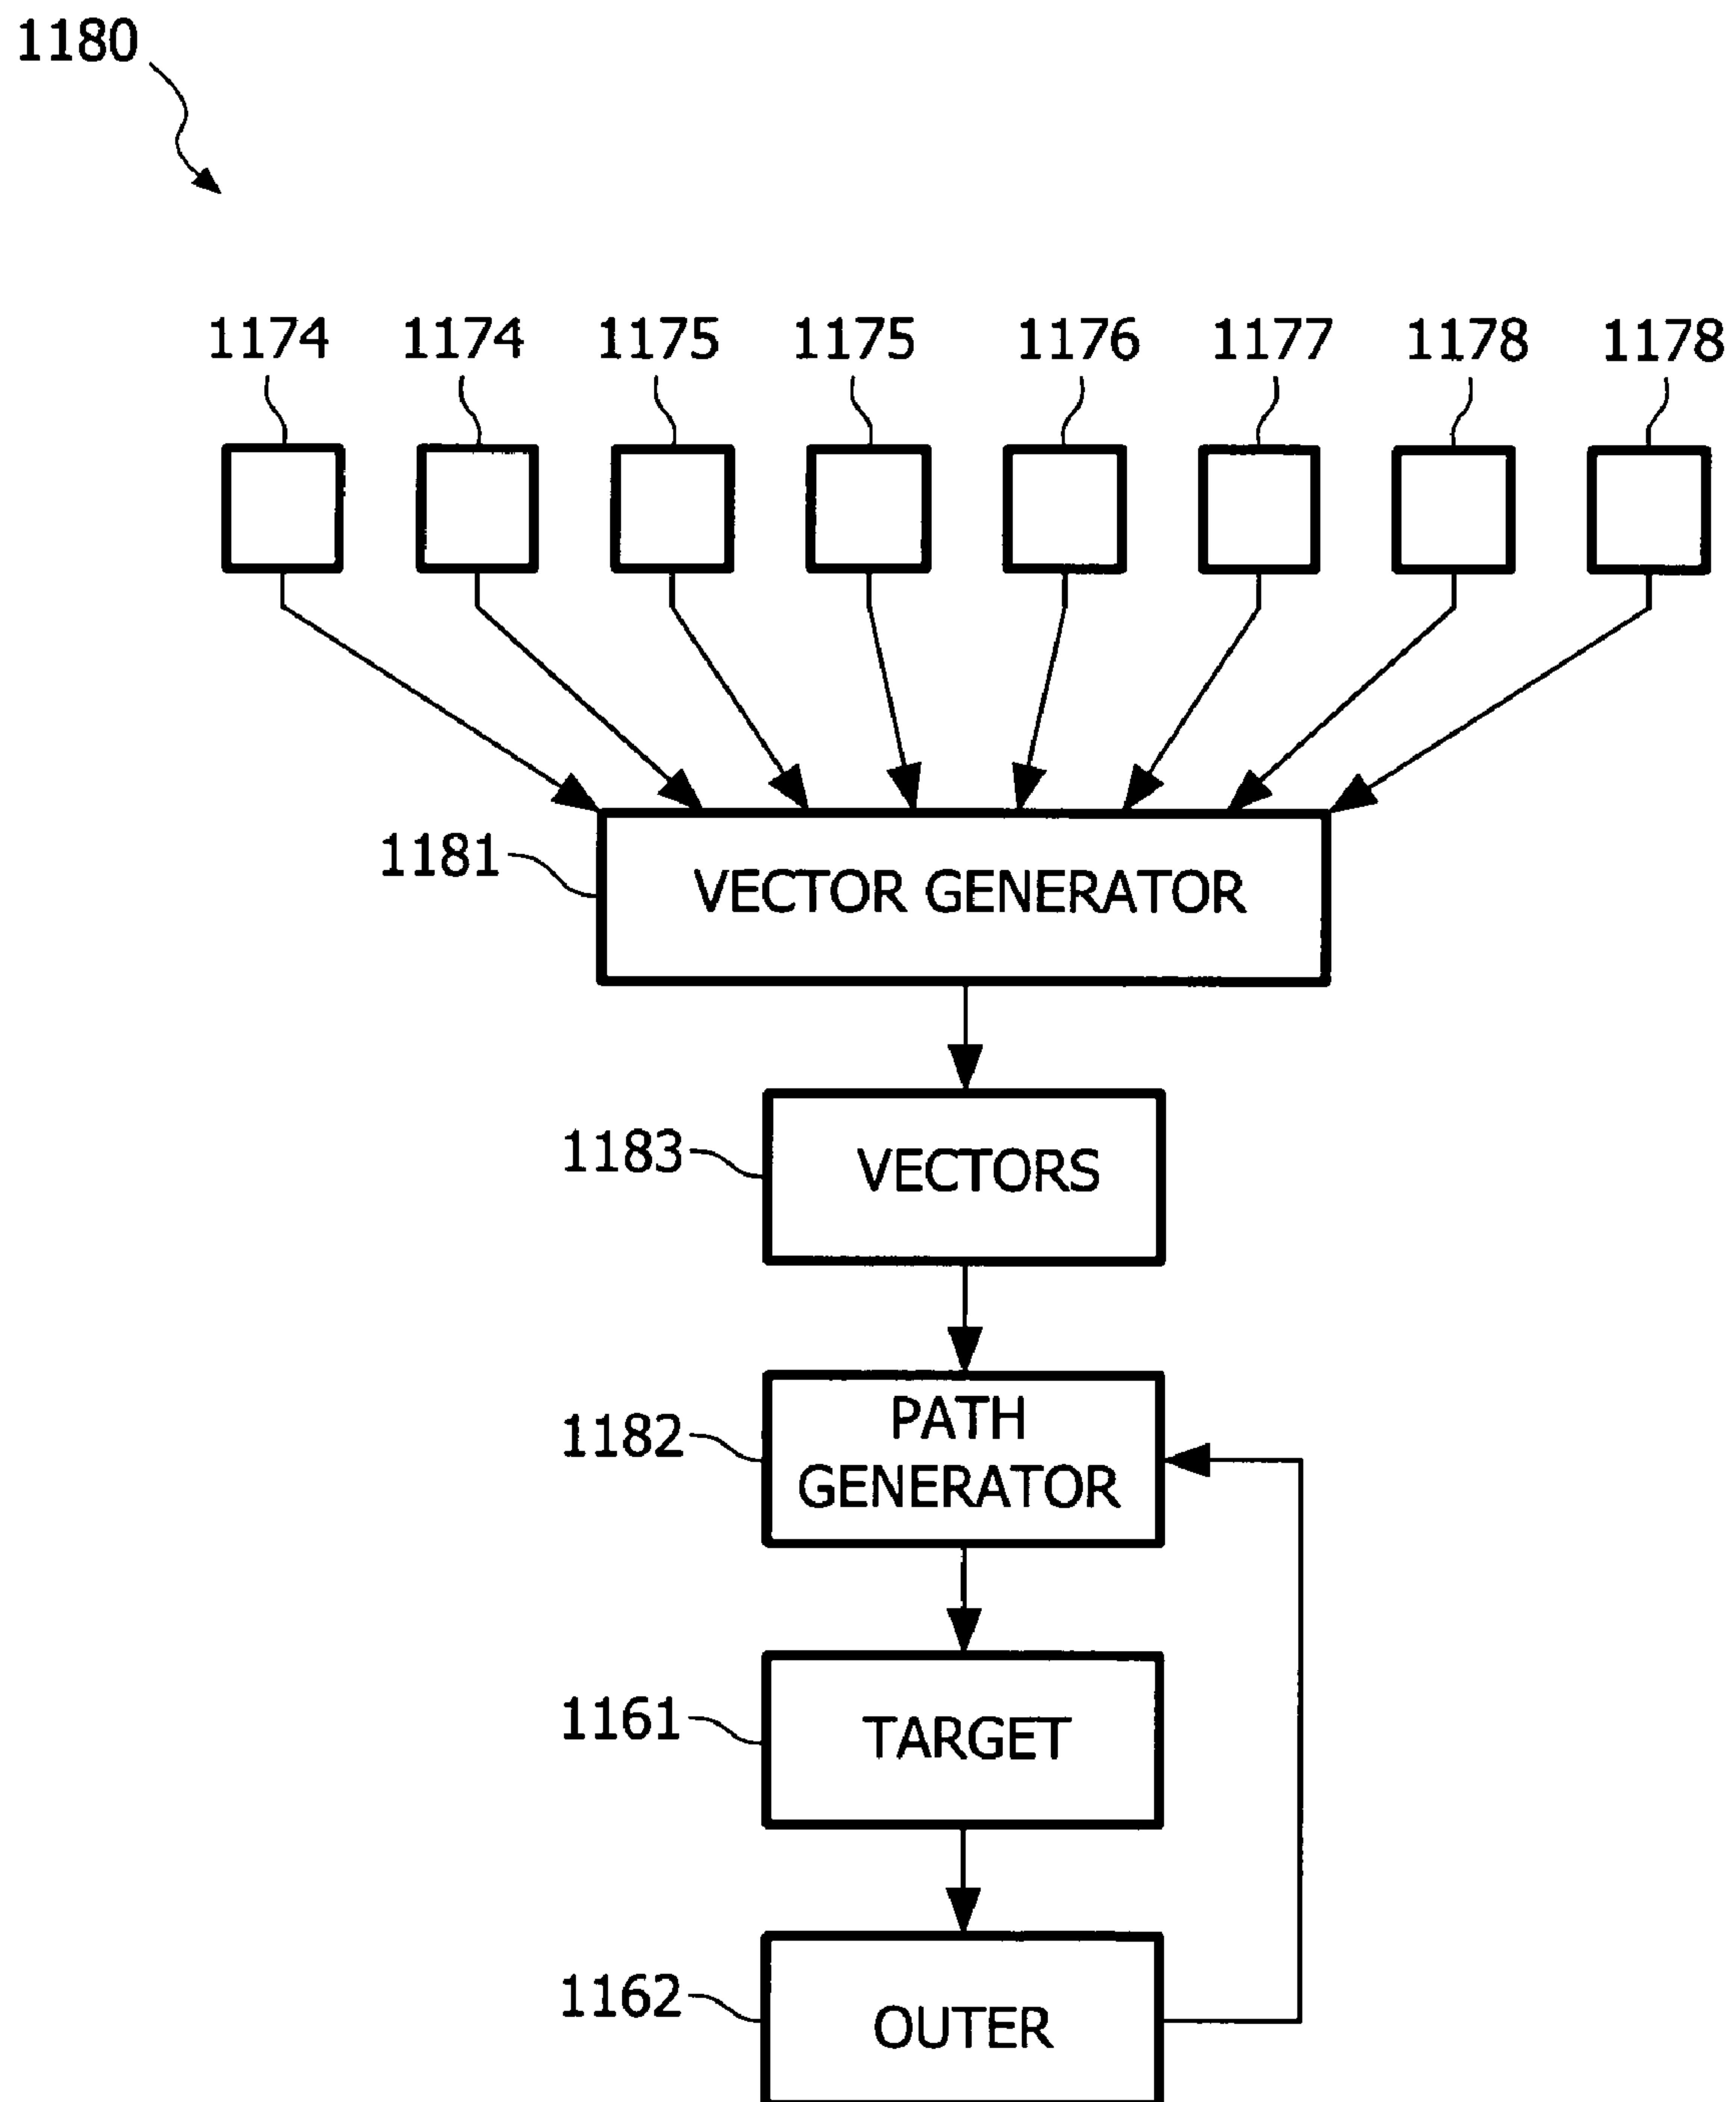 1180
1174 1174 1175 1175 1176 1177 1178 1178
1181
VECTOR GENERATOR
1183
VECTORS
1182
PATH
GENERATOR
1161
TARGET
1162
OUTER